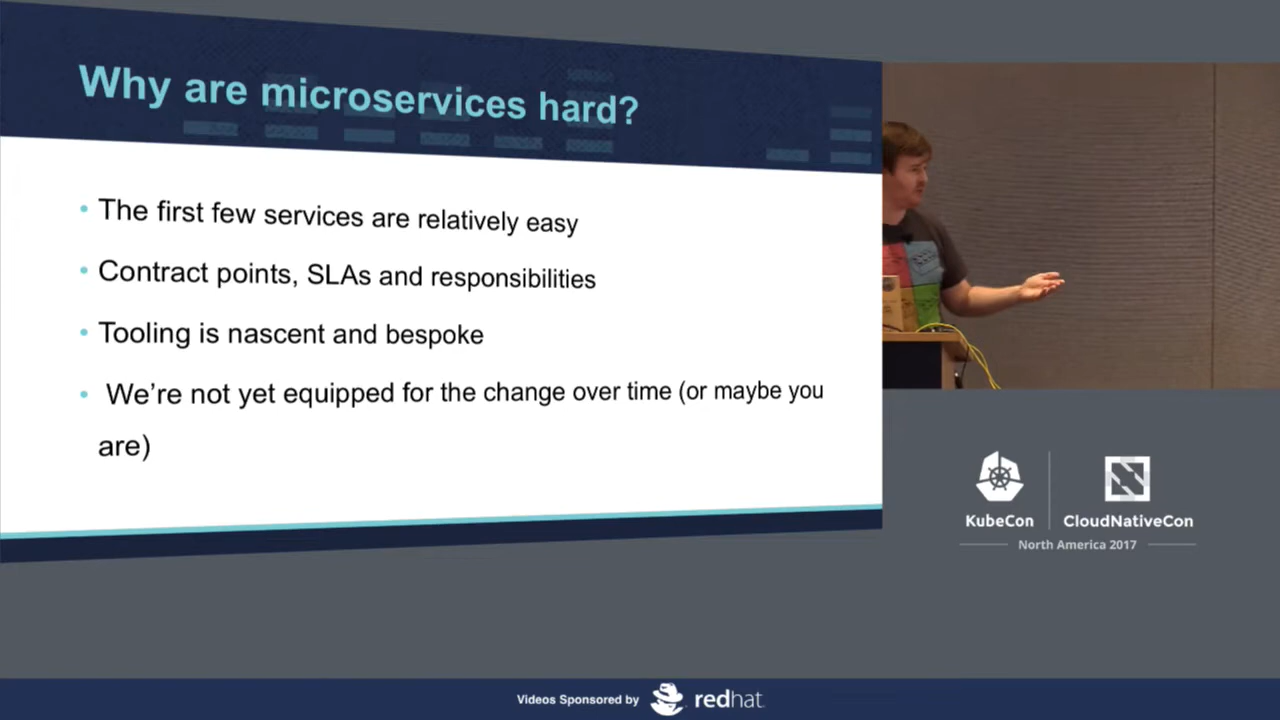 Why are microservices hard?
• The first few services are relatively easy
• Contract points, SLAs and responsibilities
• Tooling is nascent and bespoke
• We’re not yet equipped for the change over time (or maybe you
are)
KubeCon
CloudNativeCon
North America 2017
Videos Sponsored by redhat.